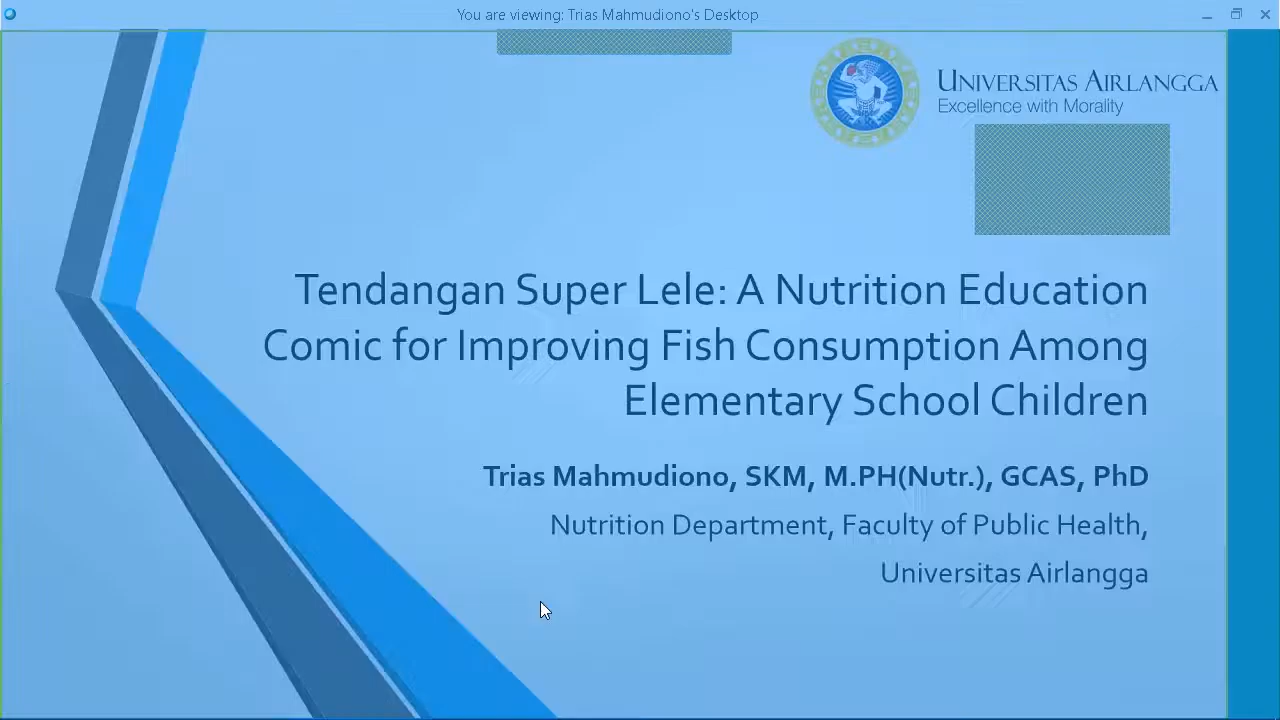 You are viewing: Trias Mahmudiono's Desktop
UNIVERSITAS AIRLANGGA
Excellence with Morality
Tendangan Super Lele: A Nutrition Education
Comic for Improving Fish Consumption Among
Elementary School Children
Trias Mahmudiono, SKM, M.PH(Nutr.), GCAS, PhD
Nutrition Department, Faculty of Public Health,
Universitas Airlangga